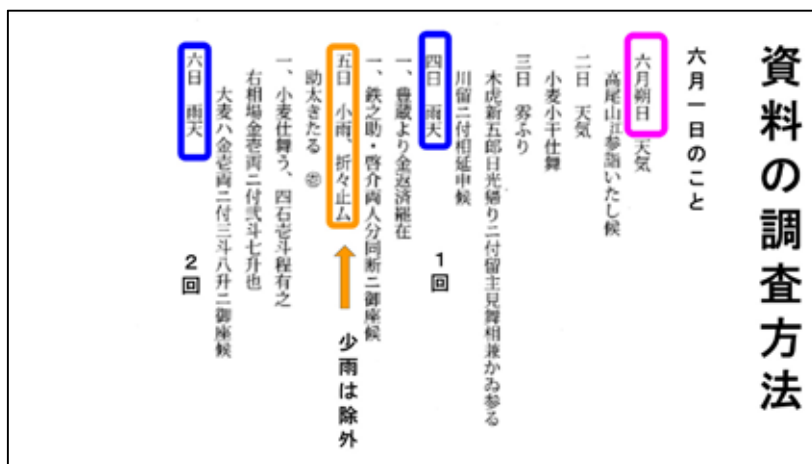 資料の調査方法
六月一日のこと
六月朔日 天気
高尾山江参詣いたし候
二日 天気
小麦小干仕舞
三日 雰ふり
木虎新五郎日光帰りニ付留主見舞相兼かゐ参る
川留ニ付相延申候
四日 雨天
1回
一、豊蔵より金返済罷在
一、鉄之助・啓介両人分同断ニ御座候
五日 小雨、折々止ム
少雨は除外
助太きたる
一、小麦仕舞う、四石壱斗程有之
右相場金壱両ニ付弐斗七升也
大麦ハ金壱両ニ付三斗八升ニ御座候
六日 雨天
2回